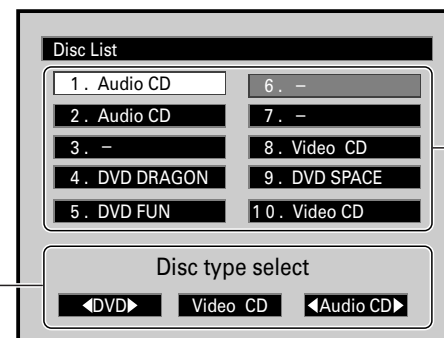 Disc List
1. Audio CD
2. Audio CD
3. –
4. DVD DRAGON
5. DVD FUN
6. –
7. –
8. Video CD
9. DVD SPACE
10. Video CD
Disc type select
◀DVD▶ Video CD ◀Audio CD▶